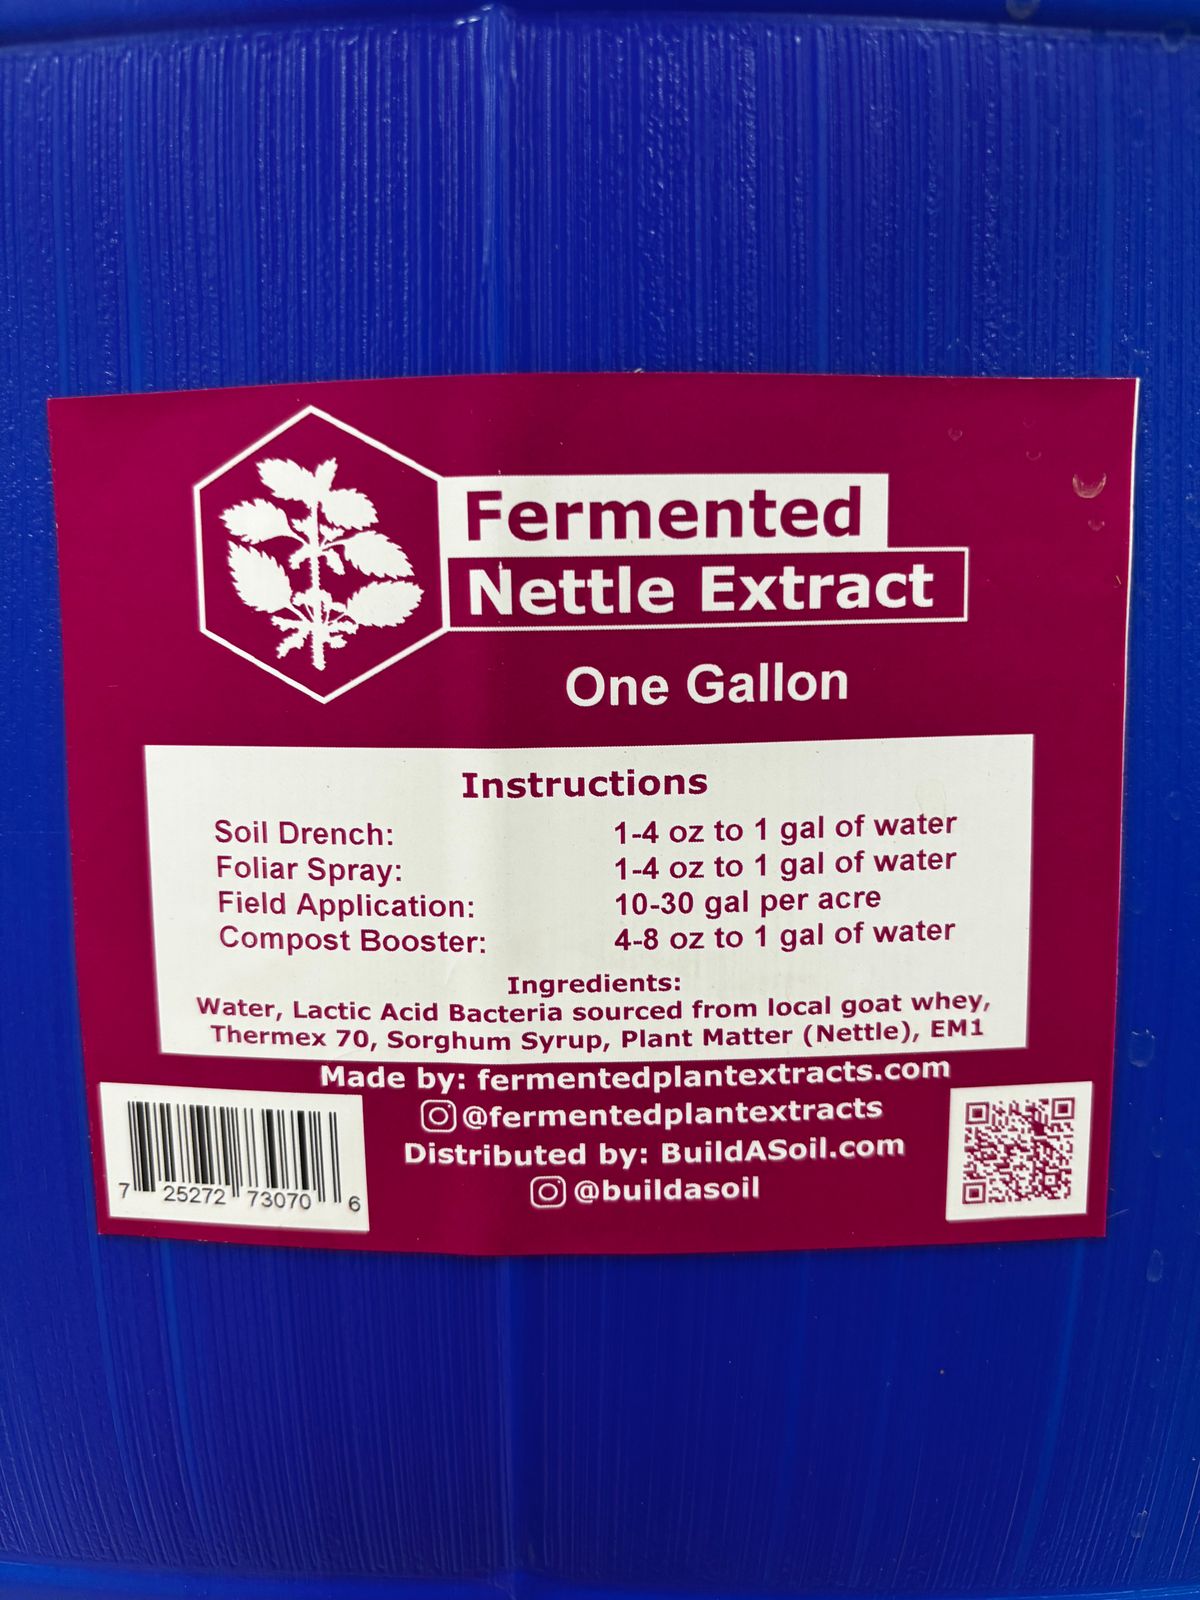 Fermented
Nettle Extract
One Gallon
Instructions
Soil Drench: 1-4 oz to 1 gal of water
Foliar Spray: 1-4 oz to 1 gal of water
Field Application: 10-30 gal per acre
Compost Booster: 4-8 oz to 1 gal of water
Ingredients:
Water, Lactic Acid Bacteria sourced from local goat whey,
Thermex 70, Sorghum Syrup, Plant Matter (Nettle), EM1
Made by: fermentedplantextracts.com
@fermentedplantextracts
Distributed by: BuildASoil.com
@buildasoil
7 25272 73070 6